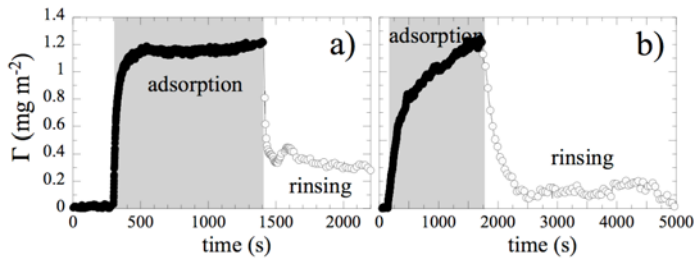 1.4
1.2
1.0
0.8
0.6
0.4
0.2
0
Γ (mg m⁻²)
a)
adsorption
rinsing
0 500 1000 1500 2000
time (s)
b)
adsorption
rinsing
0 1000 2000 3000 4000 5000
time (s)